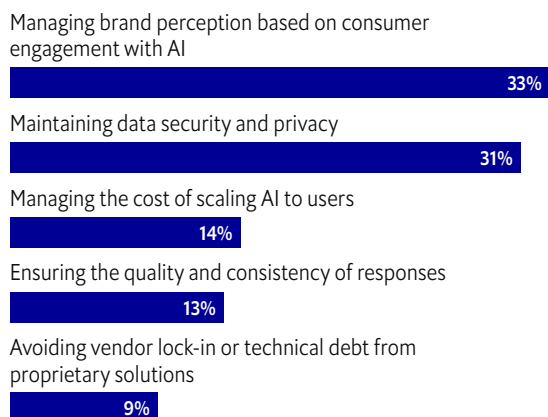 Managing brand perception based on consumer
engagement with AI
33%
Maintaining data security and privacy
31%
Managing the cost of scaling AI to users
14%
Ensuring the quality and consistency of responses
13%
Avoiding vendor lock-in or technical debt from
proprietary solutions
9%